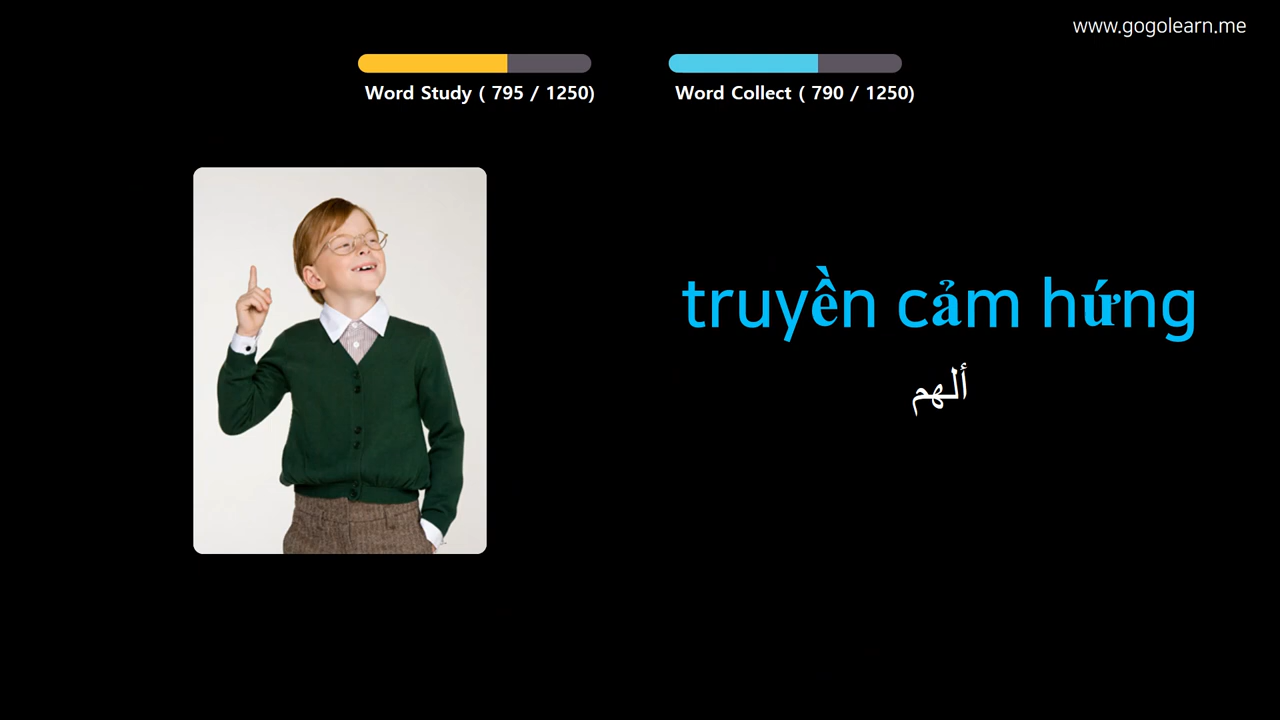 www.gogolearn.me
Word Study ( 795 / 1250)
Word Collect ( 790 / 1250)
truyền cảm hứng
ألهم